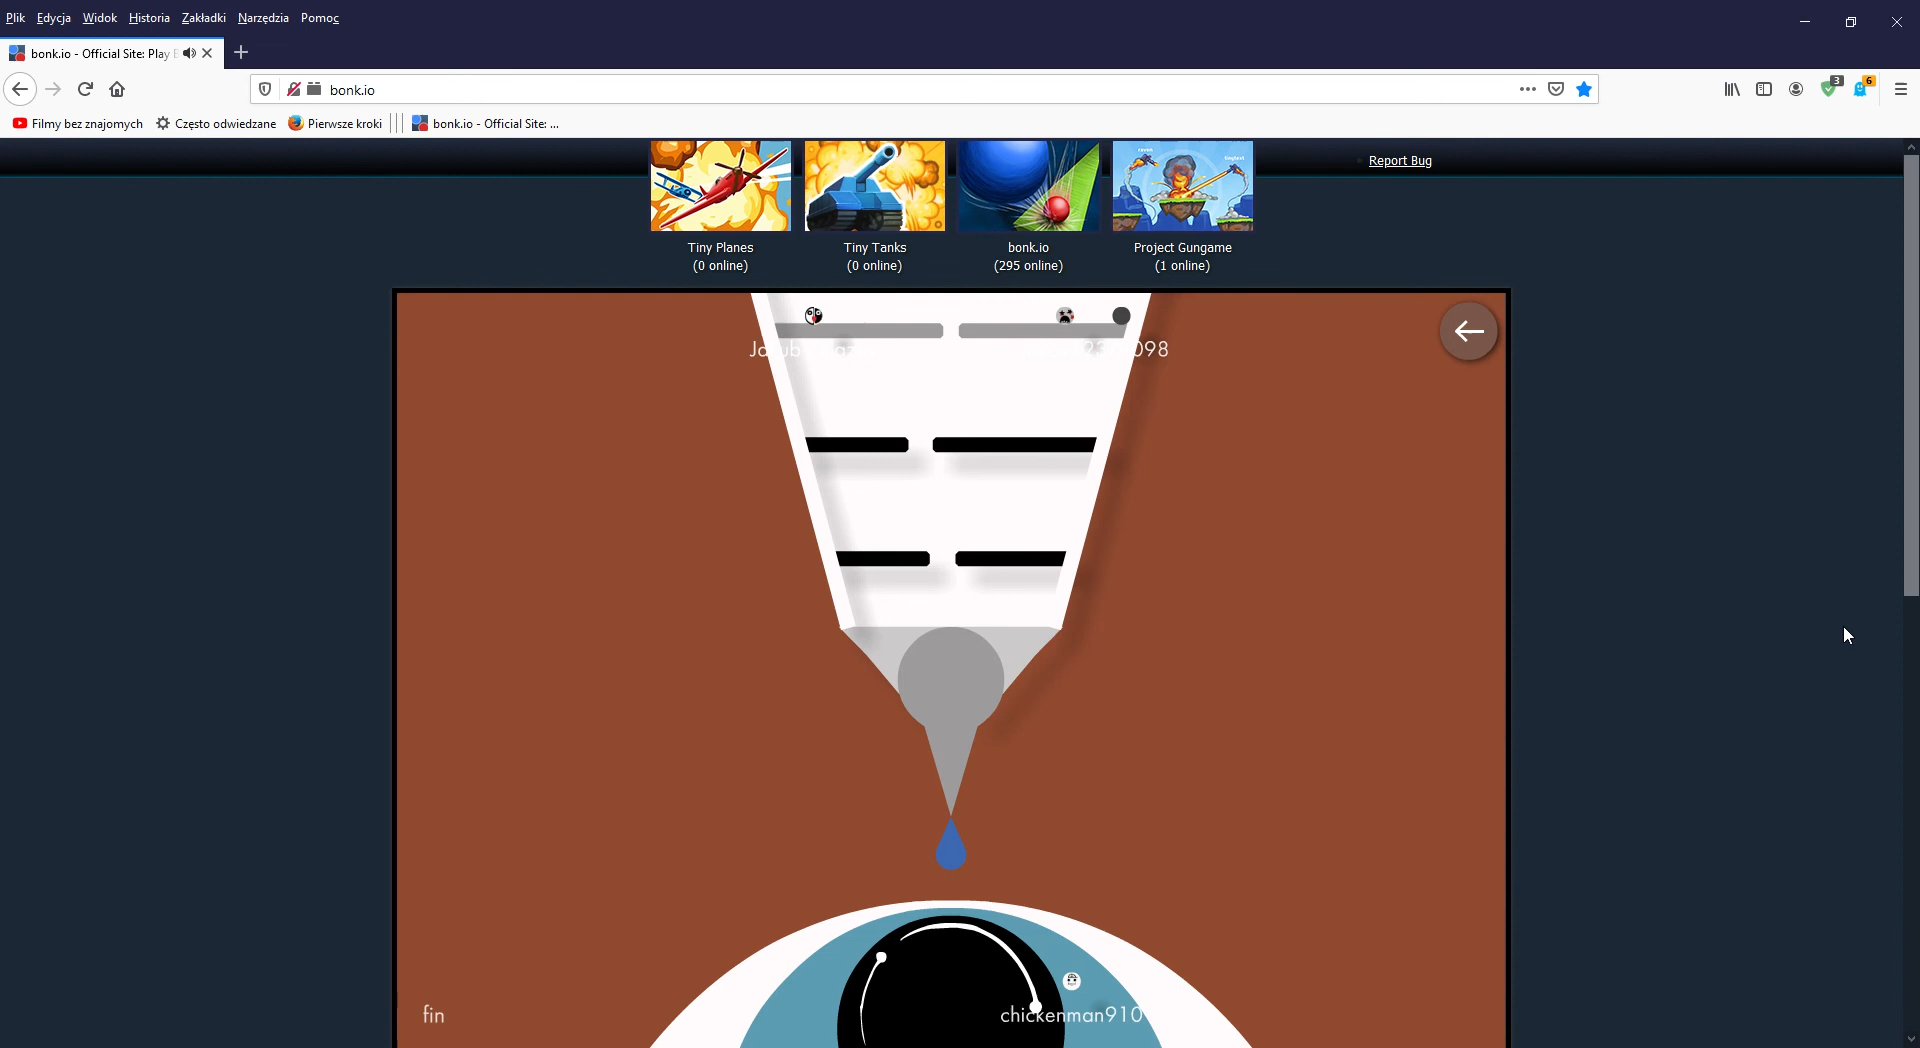 Plik Edycja Widok Historia Zakładki Narzędzia Pomoc
bonk.io - Official Site: Play
bonk.io
3
6
Filmy bez znajomych Często odwiedzane Pierwsze kroki bonk.io - Official Site: ...
Report Bug
Tiny Planes
(0 online)
Tiny Tanks
(0 online)
bonk.io
(295 online)
Project Gungame
(1 online)
098
fin
chickenman910